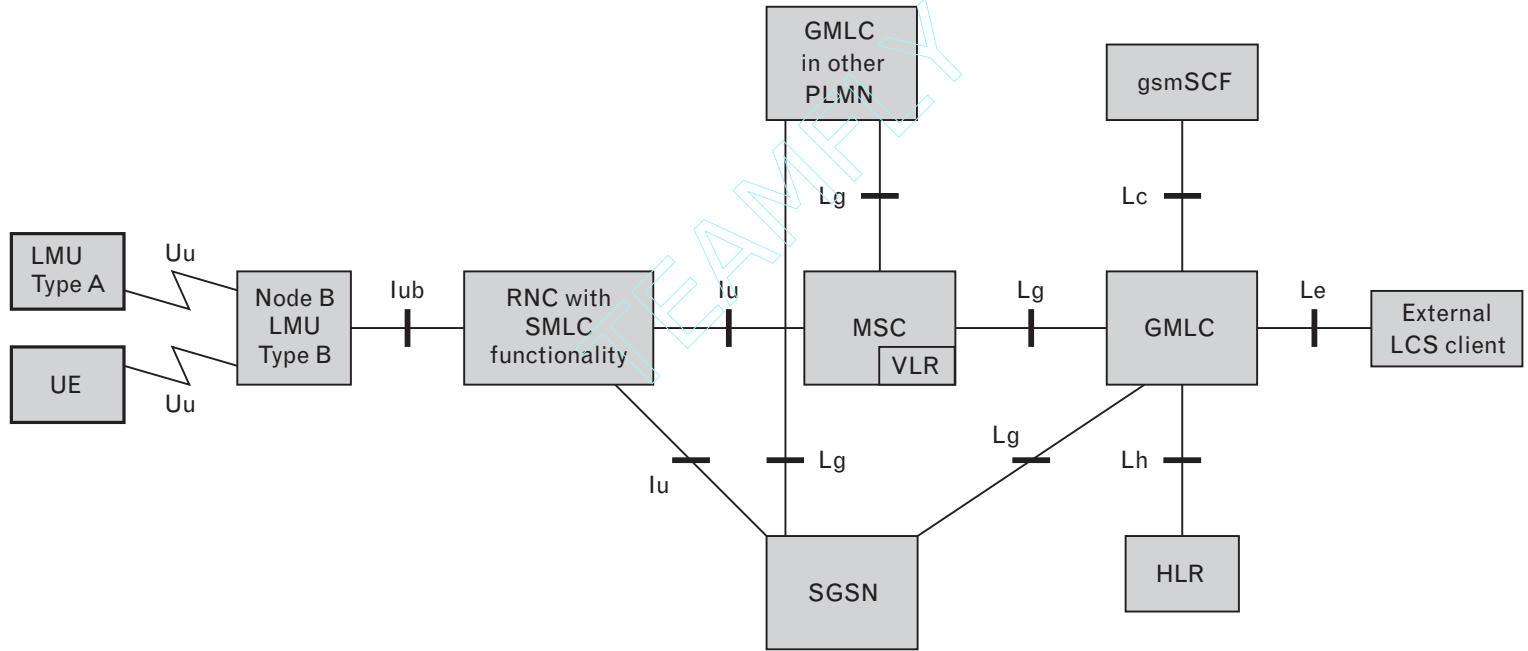 GMLC
in other
PLMN
gsmSCF
Lg
Lc
LMU
Type A
Uu
Node B
LMU
Type B
Iub
RNC with
SMLC
functionality
Iu
MSC
VLR
Lg
GMLC
Le
External
LCS client
UE
Uu
Iu
Lg
Lg
Lh
SGSN
HLR
TEAMFLY